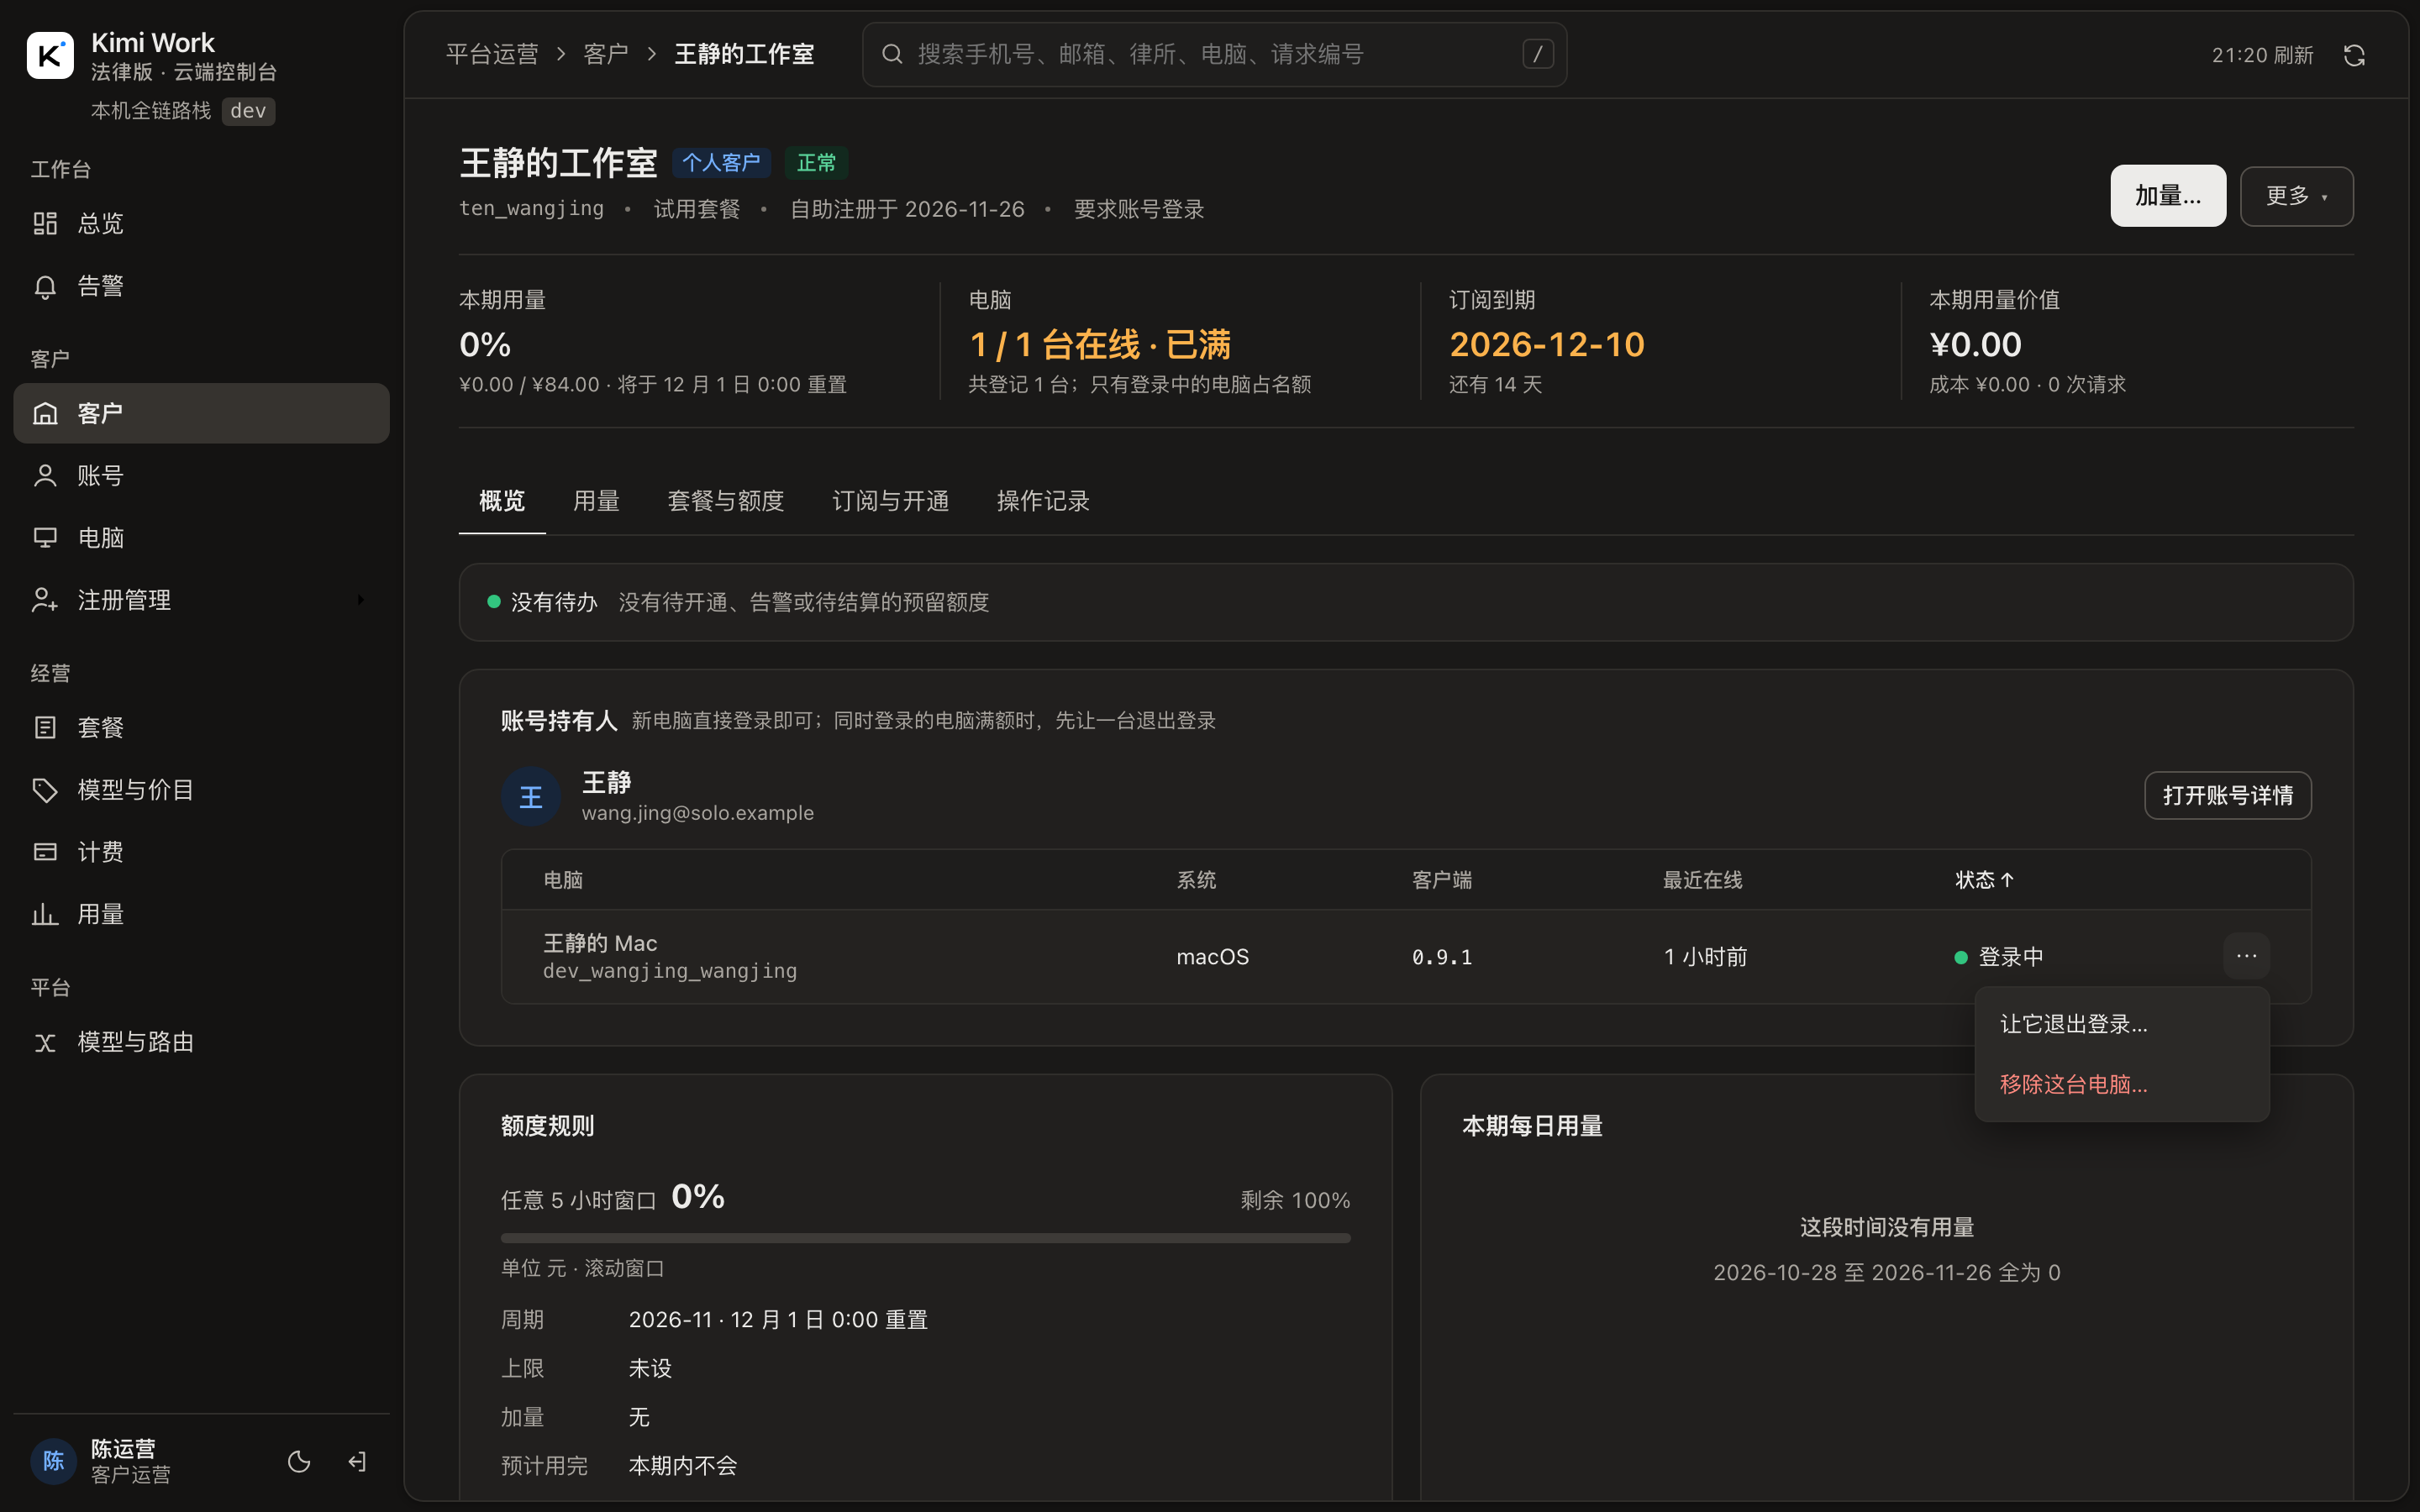 Kimi Work
法律版 · 云端控制台
本机全链路栈 dev
工作台
总览
告警
客户
客户
账号
电脑
注册管理
经营
套餐
模型与价目
计费
用量
平台
模型与路由
陈 陈运营
客户运营
平台运营 > 客户 > 王静的工作室
搜索手机号、邮箱、律所、电脑、请求编号 /
21:20 刷新
王静的工作室 个人客户 正常
ten_wangjing • 试用套餐 • 自助注册于 2026-11-26 • 要求账号登录
加量...
更多
本期用量
0%
¥0.00 / ¥84.00 · 将于 12 月 1 日 0:00 重置
电脑
1 / 1 台在线 · 已满
共登记 1 台；只有登录中的电脑占名额
订阅到期
2026-12-10
还有 14 天
本期用量价值
¥0.00
成本 ¥0.00 · 0 次请求
概览 用量 套餐与额度 订阅与开通 操作记录
没有待办 没有待开通、告警或待结算的预留额度
账号持有人 新电脑直接登录即可；同时登录的电脑满额时，先让一台退出登录
王 王静
wang.jing@solo.example
打开账号详情
电脑 系统 客户端 最近在线 状态 ↑
王静的 Mac
dev_wangjing_wangjing
macOS 0.9.1 1 小时前 登录中 ...
让它退出登录...
移除这台电脑...
额度规则
任意 5 小时窗口 0% 剩余 100%
单位 元 · 滚动窗口
周期 2026-11 · 12 月 1 日 0:00 重置
上限 未设
加量 无
预计用完 本期内不会
本期每日用量
这段时间没有用量
2026-10-28 至 2026-11-26 全为 0